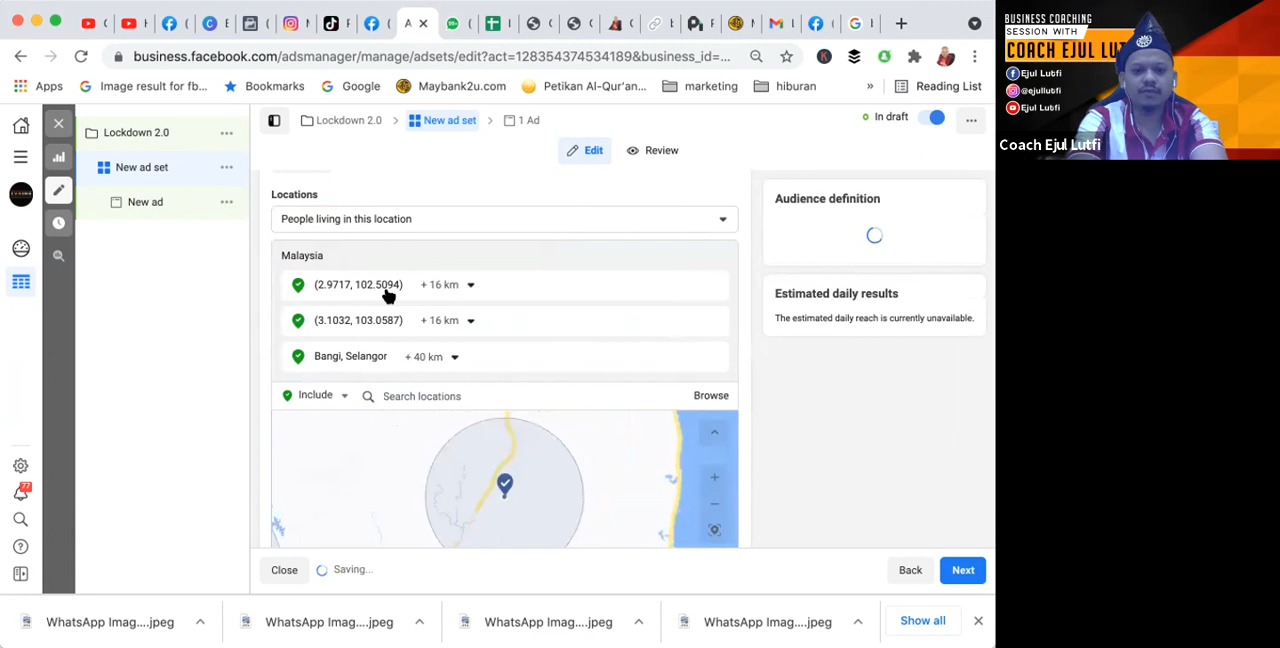 business.facebook.com/adsmanager/manage/adsets/edit?act=128354374534189&business_id=...
Apps
Image result for fb...
Bookmarks
Google
Maybank2u.com
Petikan Al-Qur'an...
marketing
hiburan
»
Reading List
Lockdown 2.0
New ad set
New ad
Lockdown 2.0
New ad set
1 Ad
In draft
Edit
Review
Locations
People living in this location
Malaysia
(2.9717, 102.5094) + 16 km
(3.1032, 103.0587) + 16 km
Bangi, Selangor + 40 km
Include
Search locations
Browse
Audience definition
Estimated daily results
The estimated daily reach is currently unavailable.
77
Close
Saving...
Back
Next
WhatsApp Imag....jpeg
WhatsApp Imag....jpeg
WhatsApp Imag....jpeg
WhatsApp Imag....jpeg
Show all
BUSINESS COACHING
SESSION WITH
COACH EJUL
Ejul Lutfi
@ejullutfi
Ejul Lutfi
Coach Ejul Lutfi